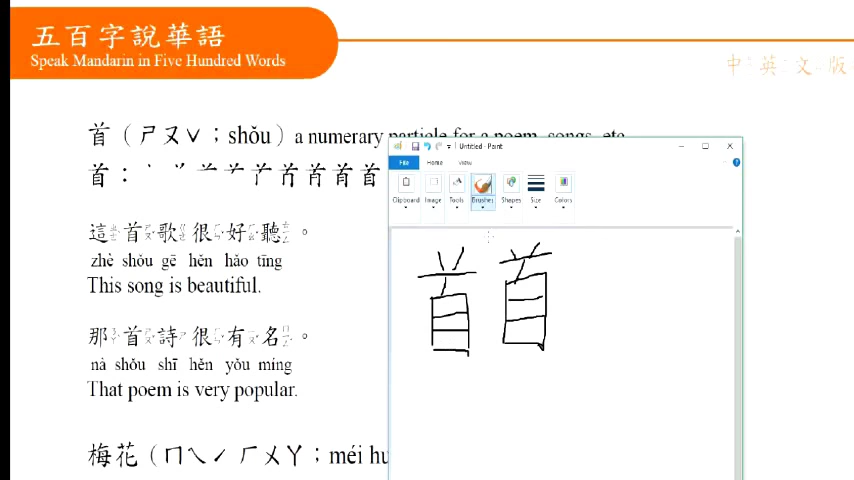 五百字說華語
Speak Mandarin in Five Hundred Words
中英文版
首（ㄕㄡˇ；shǒu）a numerary particle for a poem, songs, etc.
首：
首
這首歌很好聽。
zhè shǒu gē hěn hǎo tīng
This song is beautiful.
那首詩很有名。
nà shǒu shī hěn yǒu míng
That poem is very popular.
梅花（ㄇㄟˊ ㄏㄨㄚ；méi hu
Untitled - Paint
File Home View
Clipboard Image Tools Brushes Shapes Size Colors
首 首